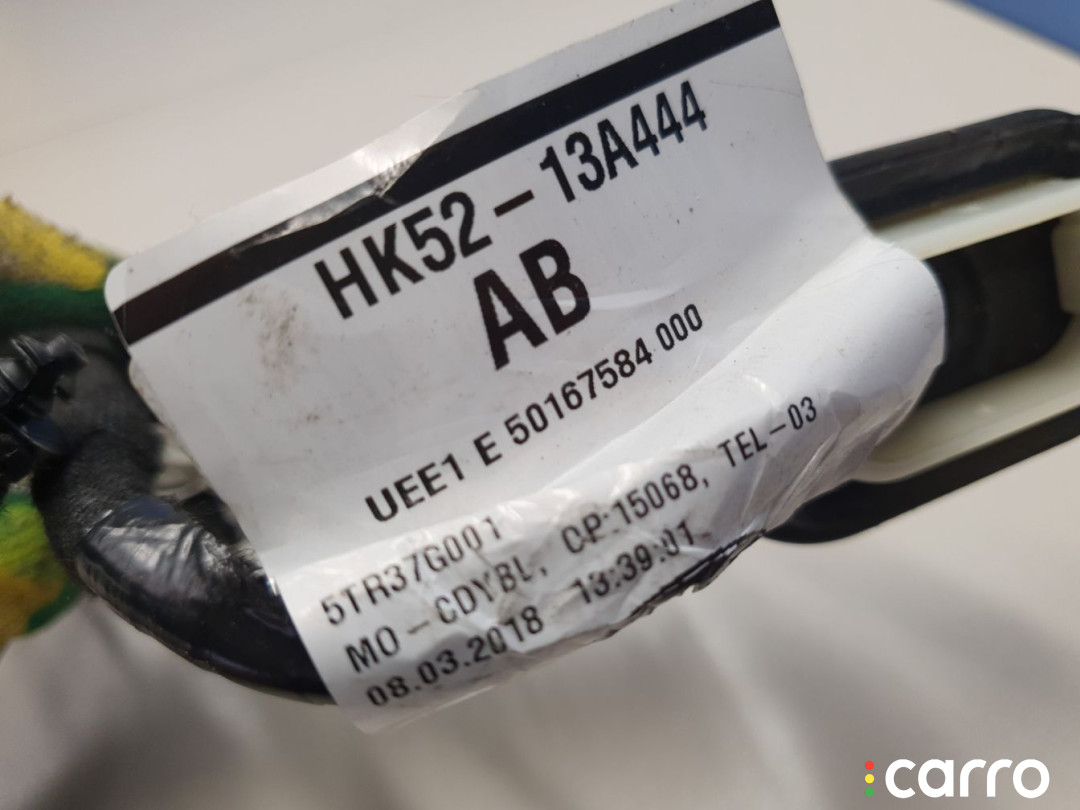 HK52-13A444
AB
UEE1 E 50167584 000
5TR37G001
MO-CDYBL, CP:15068, TEL-03
08.03.2018 13:39:01
carro